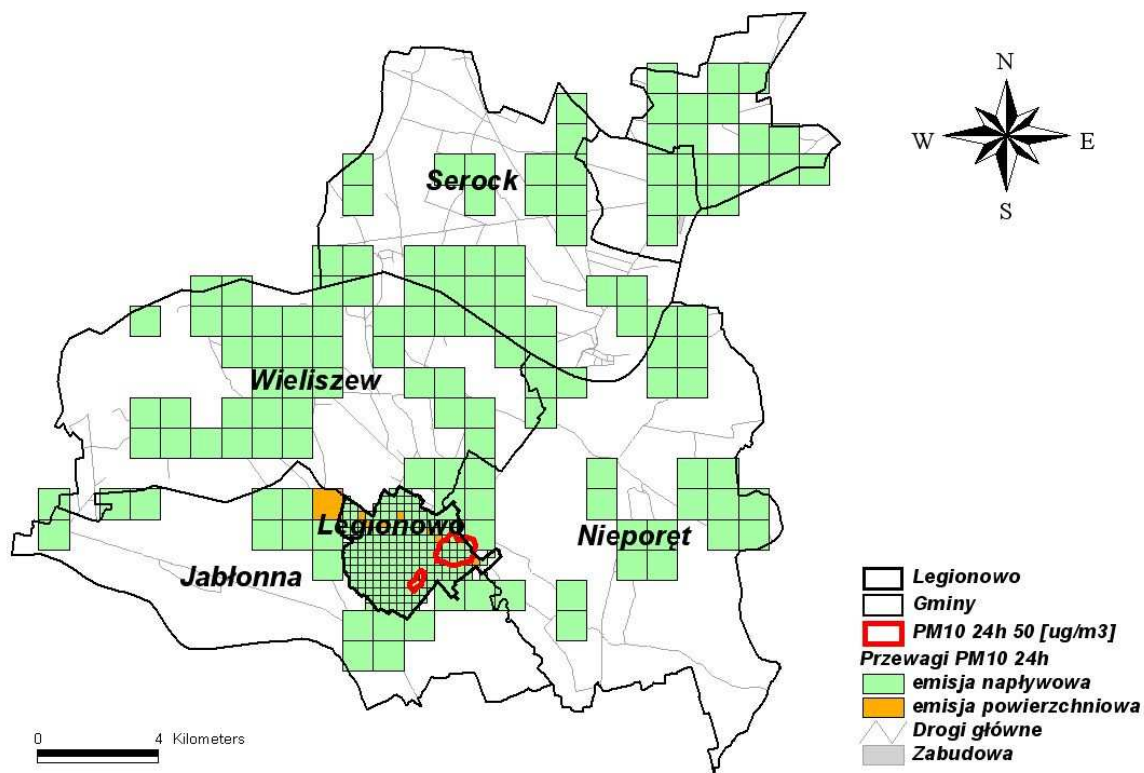 N
W E
S
Serock
Wieliszew
Legionowo
Nieporęt
Jabłonna
Legionowo
Gminy
PM10 24h 50 [ug/m3]
Przewagi PM10 24h
emisja napływowa
emisja powierzchniowa
Drogi główne
Zabudowa
0 4 Kilometers